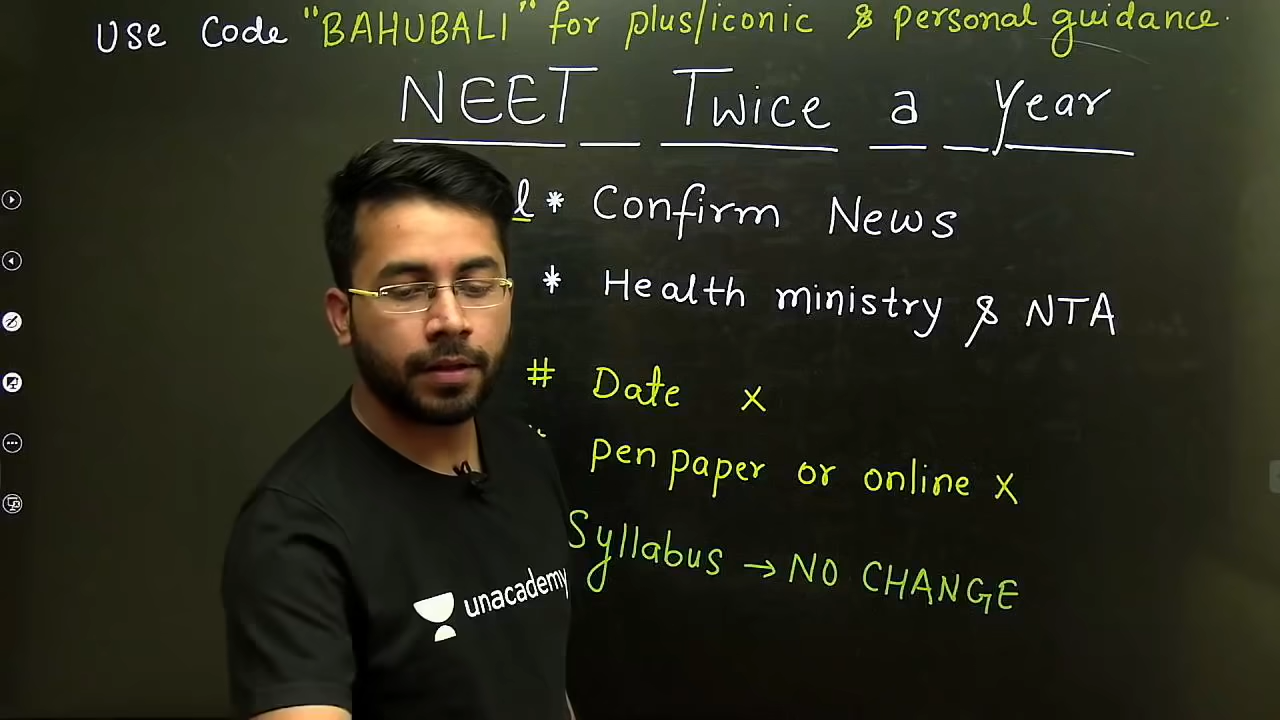 Use Code "BAHUBALI" for plus/iconic & personal guidance.
NEET Twice a Year
* Confirm News
* Health ministry & NTA
# Date x
pen paper or online x
Syllabus → NO CHANGE
unacademy